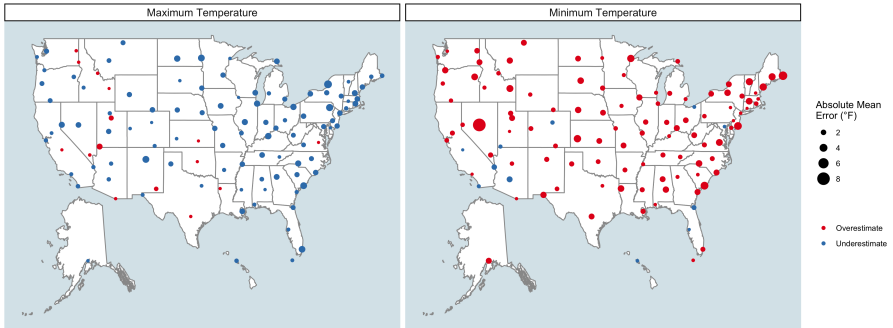 Maximum Temperature
Minimum Temperature
Absolute Mean
Error (°F)
2
4
6
8
Overestimate
Underestimate